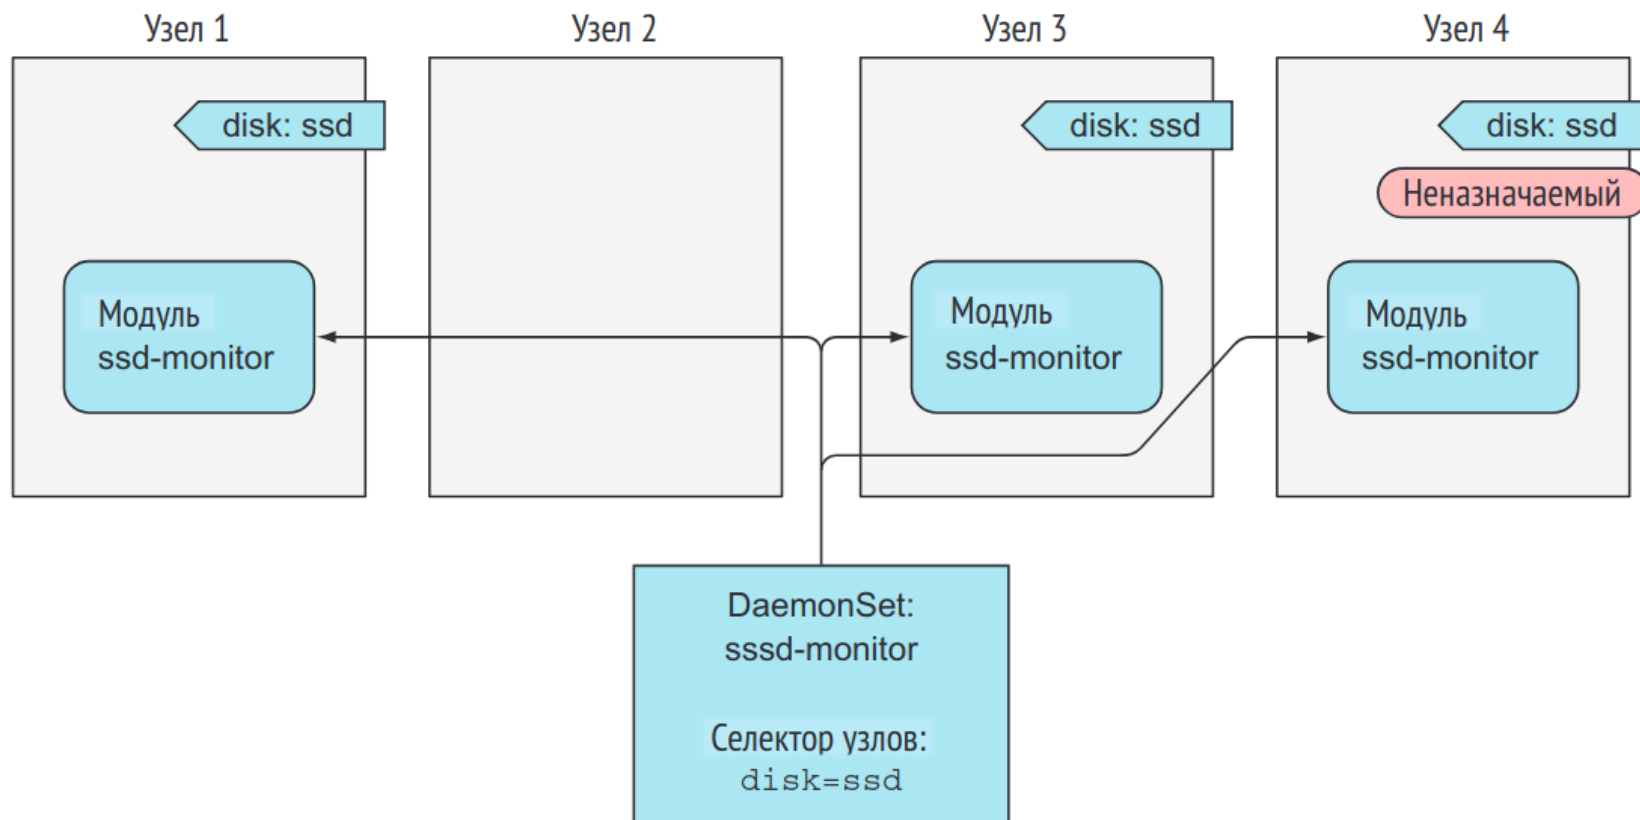 Узел 1
Узел 2
Узел 3
Узел 4
disk: ssd
disk: ssd
disk: ssd
Неназначаемый
Модуль
ssd-monitor
Модуль
ssd-monitor
Модуль
ssd-monitor
DaemonSet:
sssd-monitor
Селектор узлов:
disk=ssd